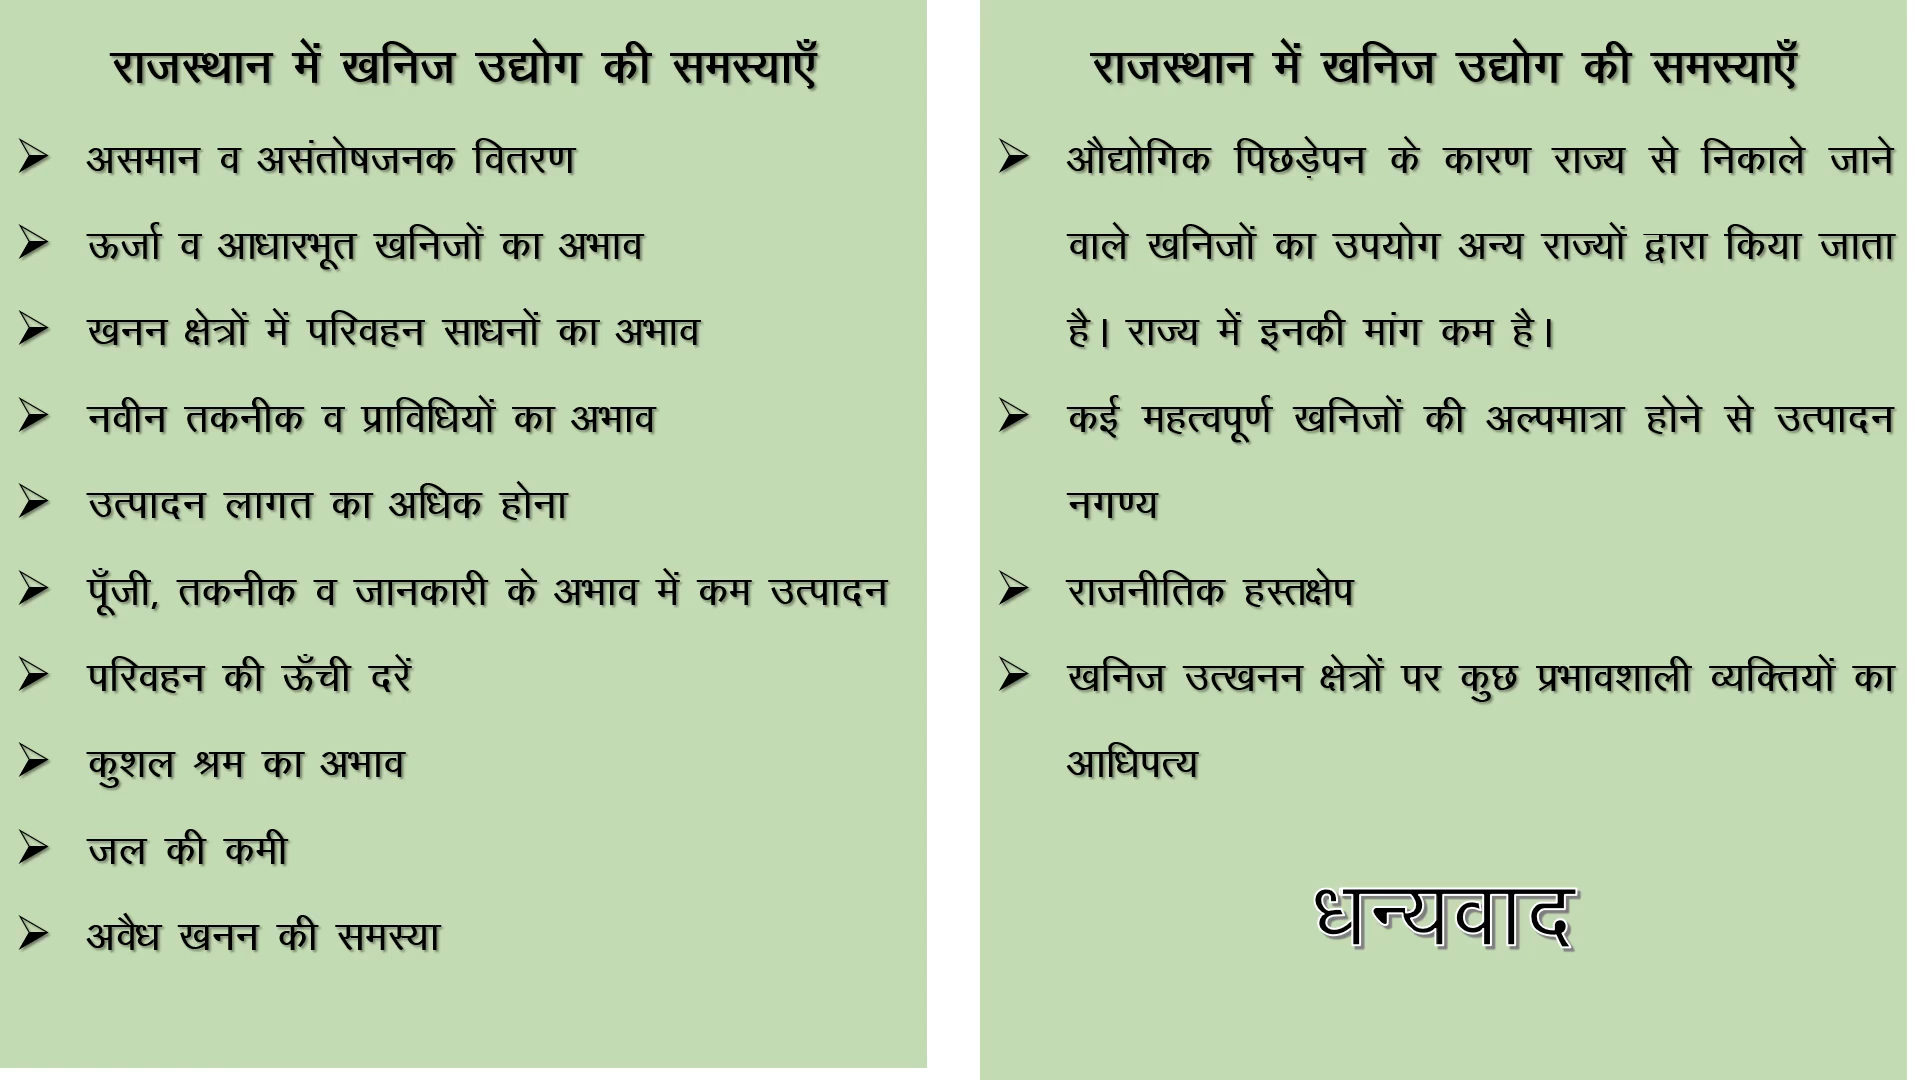 राजस्थान में खनिज उद्योग की समस्याएँ
➢ असमान व असंतोषजनक वितरण
➢ ऊर्जा व आधारभूत खनिजों का अभाव
➢ खनन क्षेत्रों में परिवहन साधनों का अभाव
➢ नवीन तकनीक व प्राविधियों का अभाव
➢ उत्पादन लागत का अधिक होना
➢ पूँजी, तकनीक व जानकारी के अभाव में कम उत्पादन
➢ परिवहन की ऊँची दरें
➢ कुशल श्रम का अभाव
➢ जल की कमी
➢ अवैध खनन की समस्या
राजस्थान में खनिज उद्योग की समस्याएँ
➢ औद्योगिक पिछड़ेपन के कारण राज्य से निकाले जाने
वाले खनिजों का उपयोग अन्य राज्यों द्वारा किया जाता
है। राज्य में इनकी मांग कम है।
➢ कई महत्वपूर्ण खनिजों की अल्पमात्रा होने से उत्पादन
नगण्य
➢ राजनीतिक हस्तक्षेप
➢ खनिज उत्खनन क्षेत्रों पर कुछ प्रभावशाली व्यक्तियों का
आधिपत्य
धन्यवाद